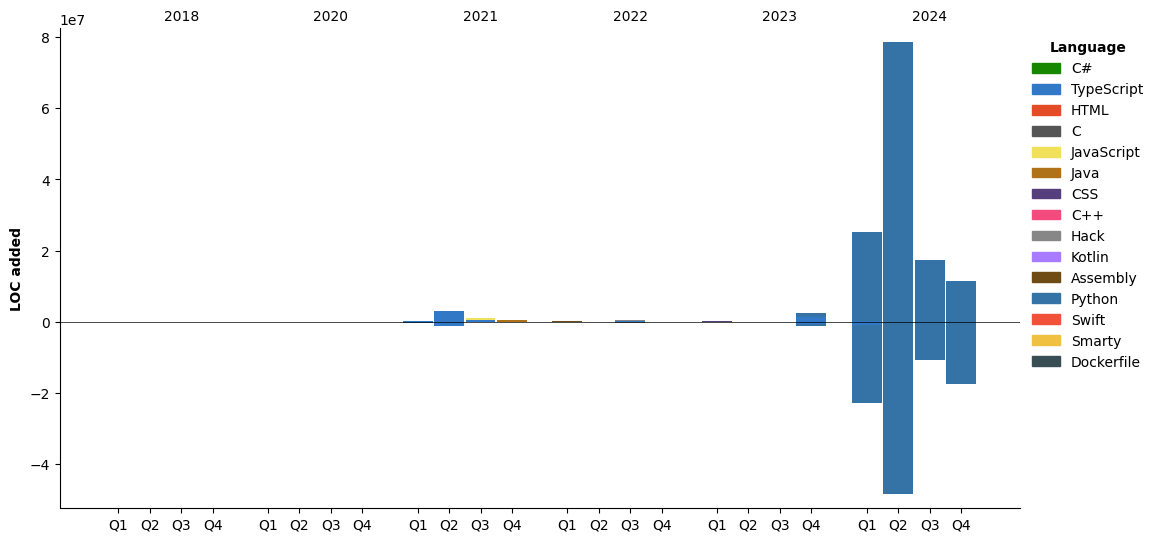 1e7
2018 2020 2021 2022 2023 2024
8
6
4
2
0
−2
−4
LOC added
Q1 Q2 Q3 Q4 Q1 Q2 Q3 Q4 Q1 Q2 Q3 Q4 Q1 Q2 Q3 Q4 Q1 Q2 Q3 Q4 Q1 Q2 Q3 Q4
Language
C#
TypeScript
HTML
C
JavaScript
Java
CSS
C++
Hack
Kotlin
Assembly
Python
Swift
Smarty
Dockerfile